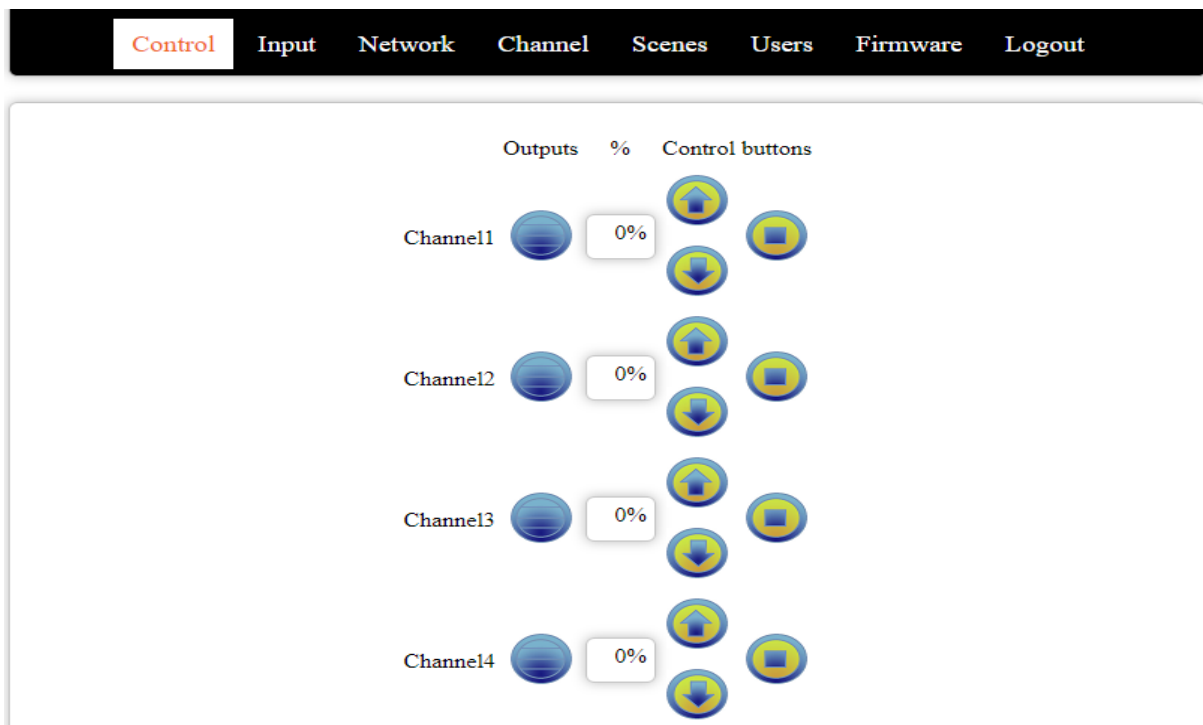 Control Input Network Channel Scenes Users Firmware Logout
Outputs % Control buttons
Channel1 0%
Channel2 0%
Channel3 0%
Channel4 0%